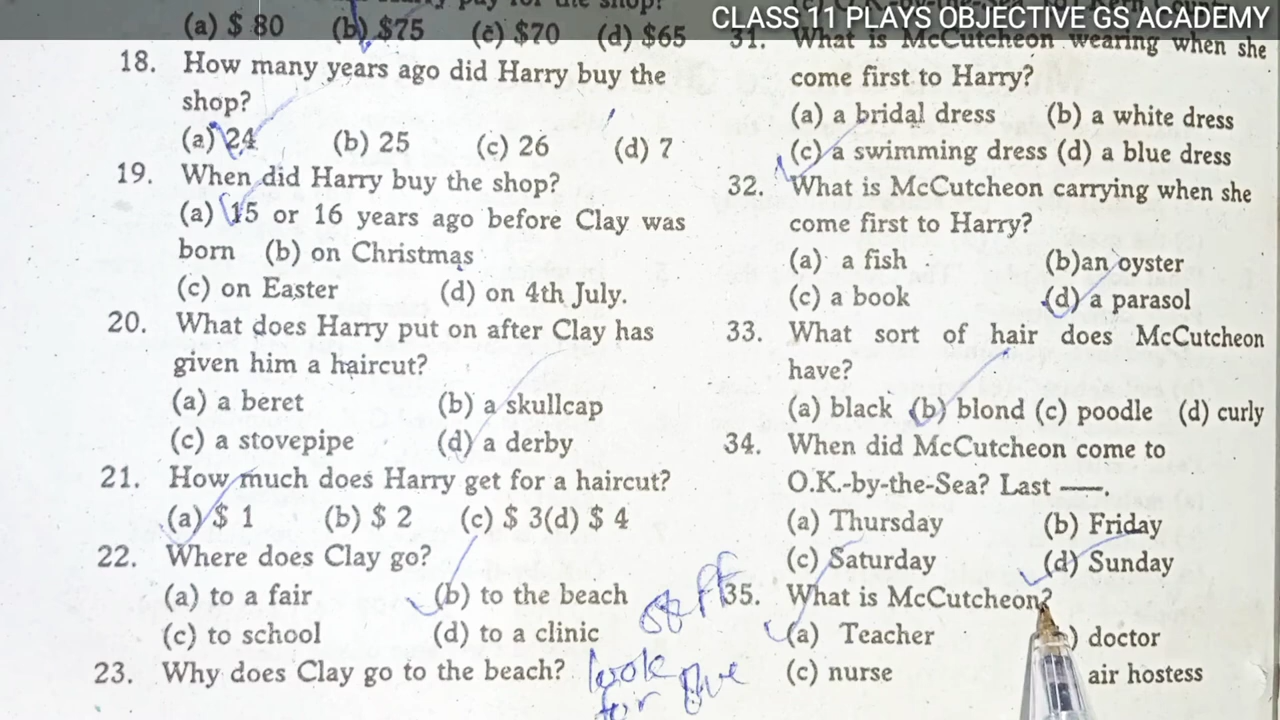 CLASS 11 PLAYS OBJECTIVE GS ACADEMY
(a) $ 80 (b) $75 (c) $70 (d) $65
18. How many years ago did Harry buy the
shop?
(a) 24 (b) 25 (c) 26 (d) 7
19. When did Harry buy the shop?
(a) 15 or 16 years ago before Clay was
born (b) on Christmas
(c) on Easter (d) on 4th July.
20. What does Harry put on after Clay has
given him a haircut?
(a) a beret (b) a skullcap
(c) a stovepipe (d) a derby
21. How much does Harry get for a haircut?
(a) $ 1 (b) $ 2 (c) $ 3(d) $ 4
22. Where does Clay go?
(a) to a fair (b) to the beach
(c) to school (d) to a clinic
23. Why does Clay go to the beach?
look
for
31. What is McCutcheon wearing when she
come first to Harry?
(a) a bridal dress (b) a white dress
(c) a swimming dress (d) a blue dress
32. What is McCutcheon carrying when she
come first to Harry?
(a) a fish (b)an oyster
(c) a book (d) a parasol
33. What sort of hair does McCutcheon
have?
(a) black (b) blond (c) poodle (d) curly
34. When did McCutcheon come to
O.K.-by-the-Sea? Last —.
(a) Thursday (b) Friday
(c) Saturday (d) Sunday
35. What is McCutcheon?
(a) Teacher ) doctor
(c) nurse air hostess